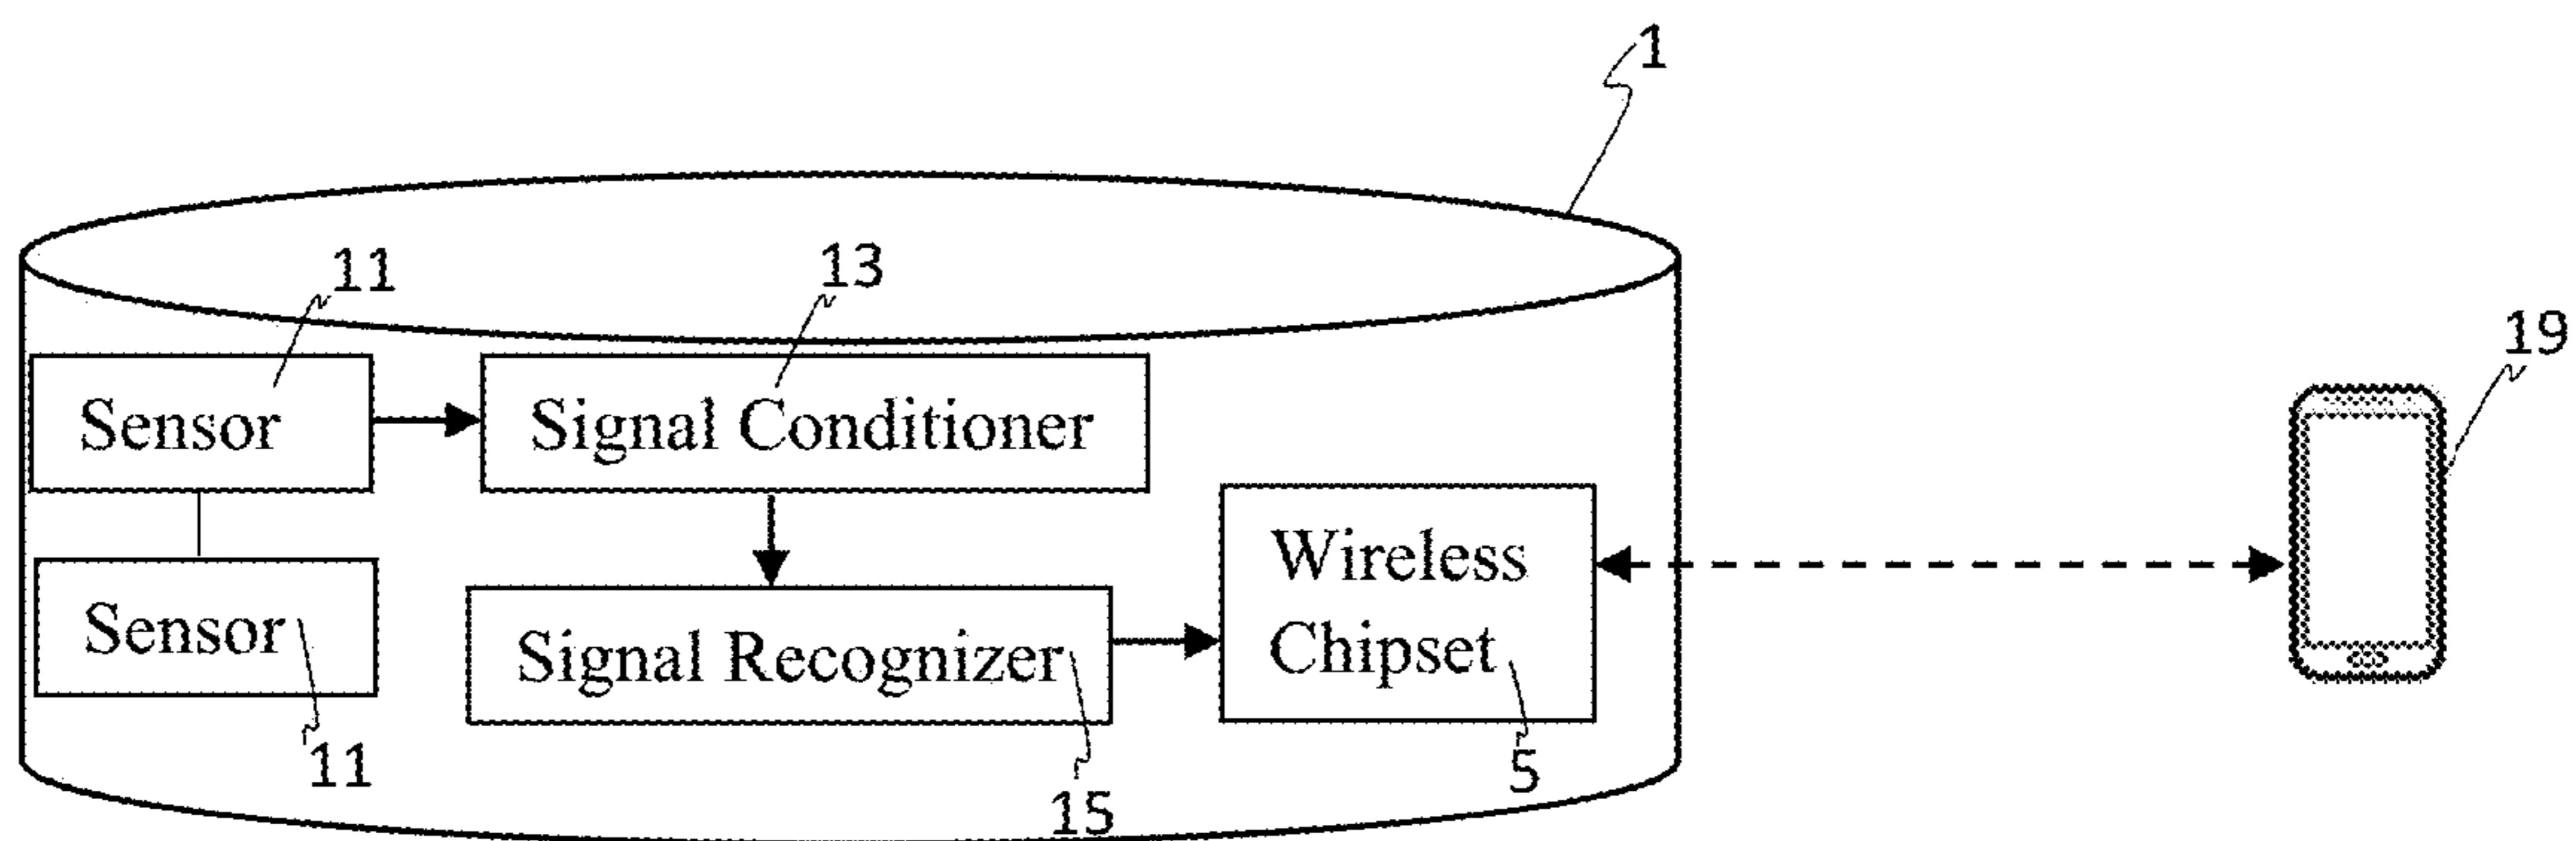 1
11
13
19
Sensor
Signal Conditioner
Wireless
Chipset
Sensor
Signal Recognizer
11
15
5